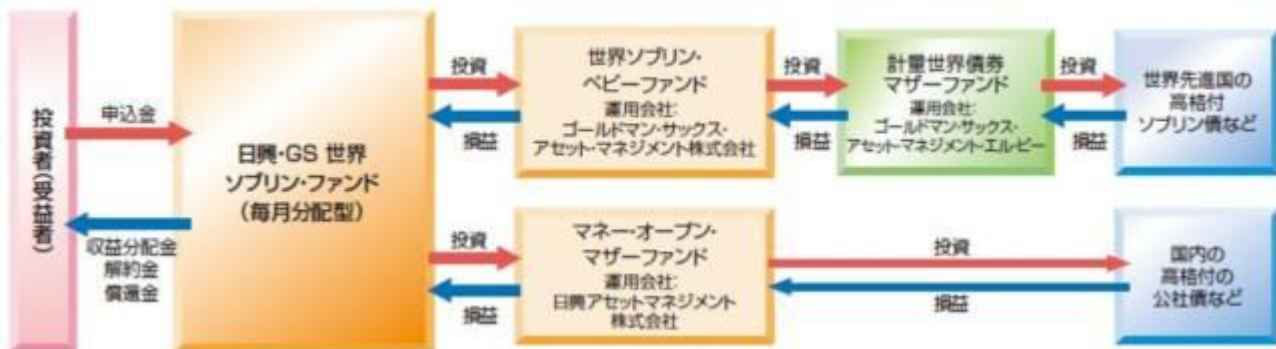 投資者(受益者)
申込金
収益分配金
解約金
償還金
日興・GS 世界
ソブリン・ファンド
(毎月分配型)
投資
損益
世界ソブリン・
ベビーファンド
運用会社:
ゴールドマン・サックス・
アセット・マネジメント株式会社
投資
損益
計量世界債券
マザーファンド
運用会社:
ゴールドマン・サックス・
アセット・マネジメント・エル・ピー
投資
損益
世界先進国の
高格付
ソブリン債など
投資
損益
マネー・オープン・
マザーファンド
運用会社:
日興アセットマネジメント
株式会社
投資
損益
国内の
高格付の
公社債など